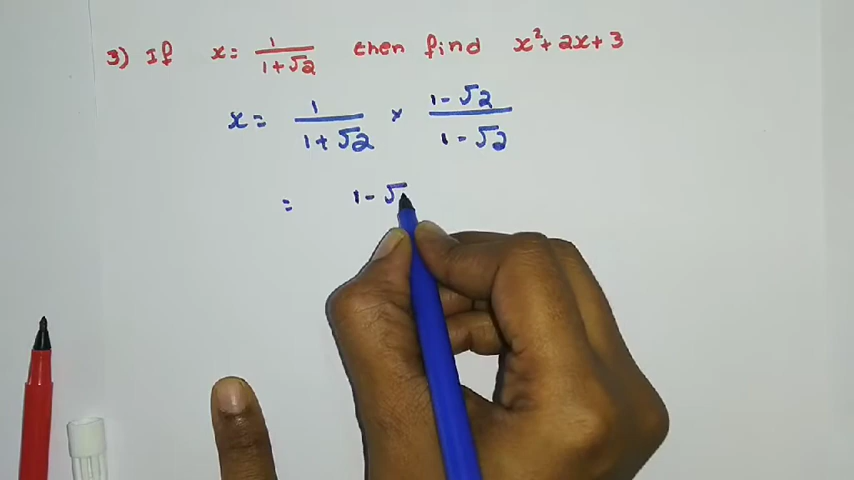 3) If x = 1/(1+√2) then find x²+2x+3
x = 1/(1+√2) × (1-√2)/(1-√2)
= 1-√